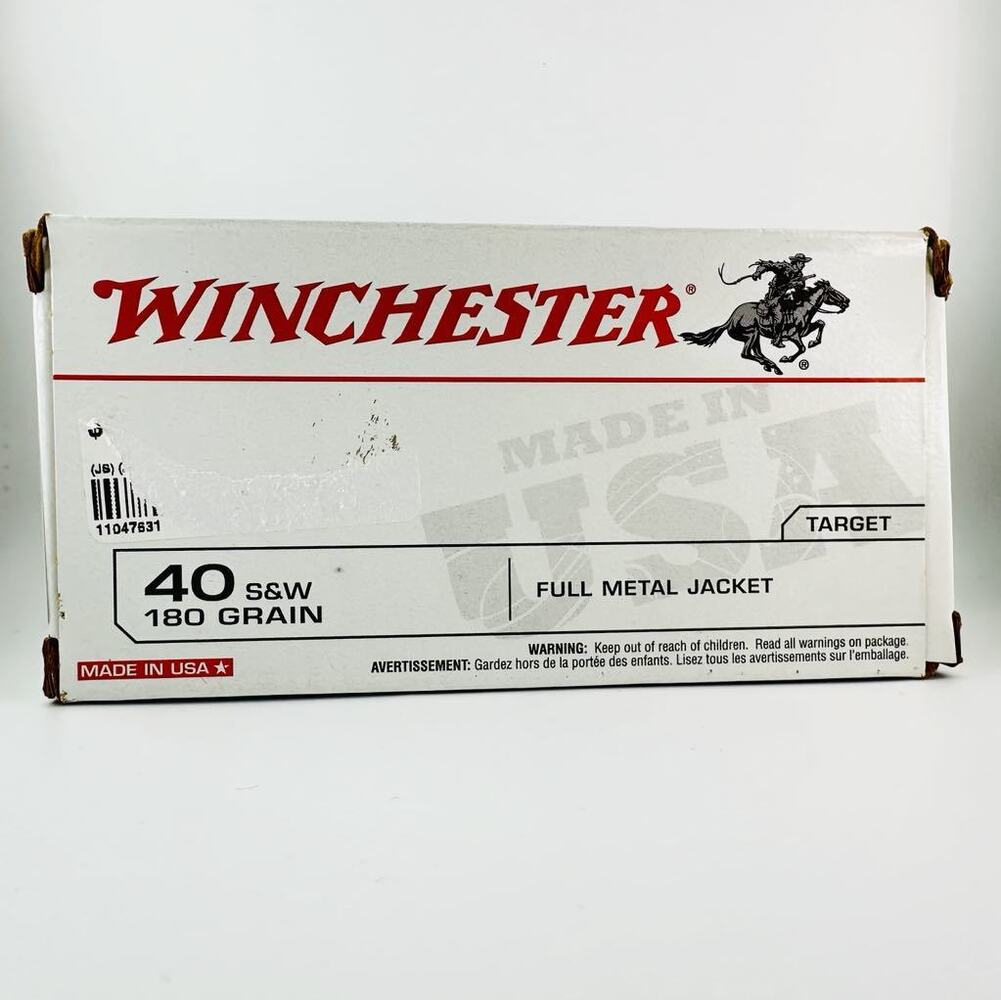 WINCHESTER®
®
MADE IN
USA
$
(JS)
11047631
TARGET
40 S&W
180 GRAIN
FULL METAL JACKET
WARNING: Keep out of reach of children. Read all warnings on package.
AVERTISSEMENT: Gardez hors de la portée des enfants. Lisez tous les avertissements sur l'emballage.
MADE IN USA